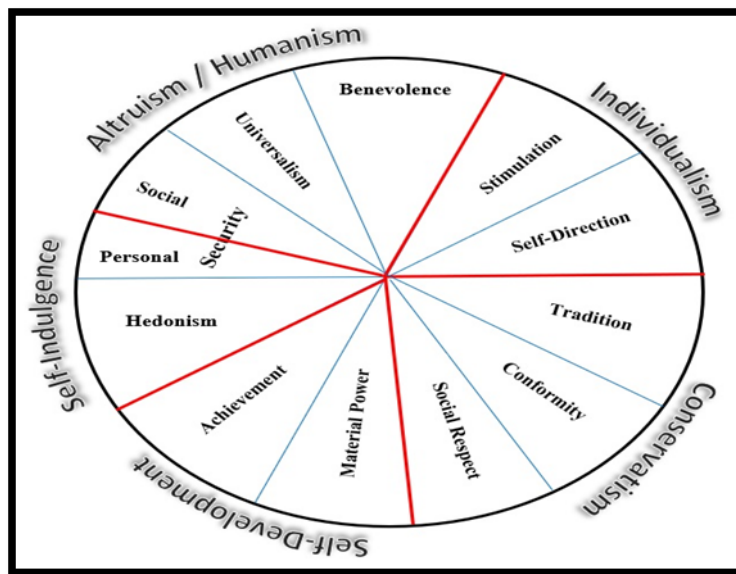 Altruism / Humanism
Benevolence
Individualism
Universalism
Stimulation
Social
Self-Direction
Security
Personal
Self-Indulgence
Hedonism
Tradition
Achievement
Material Power
Social Respect
Conformity
Conservatism
Self-Development